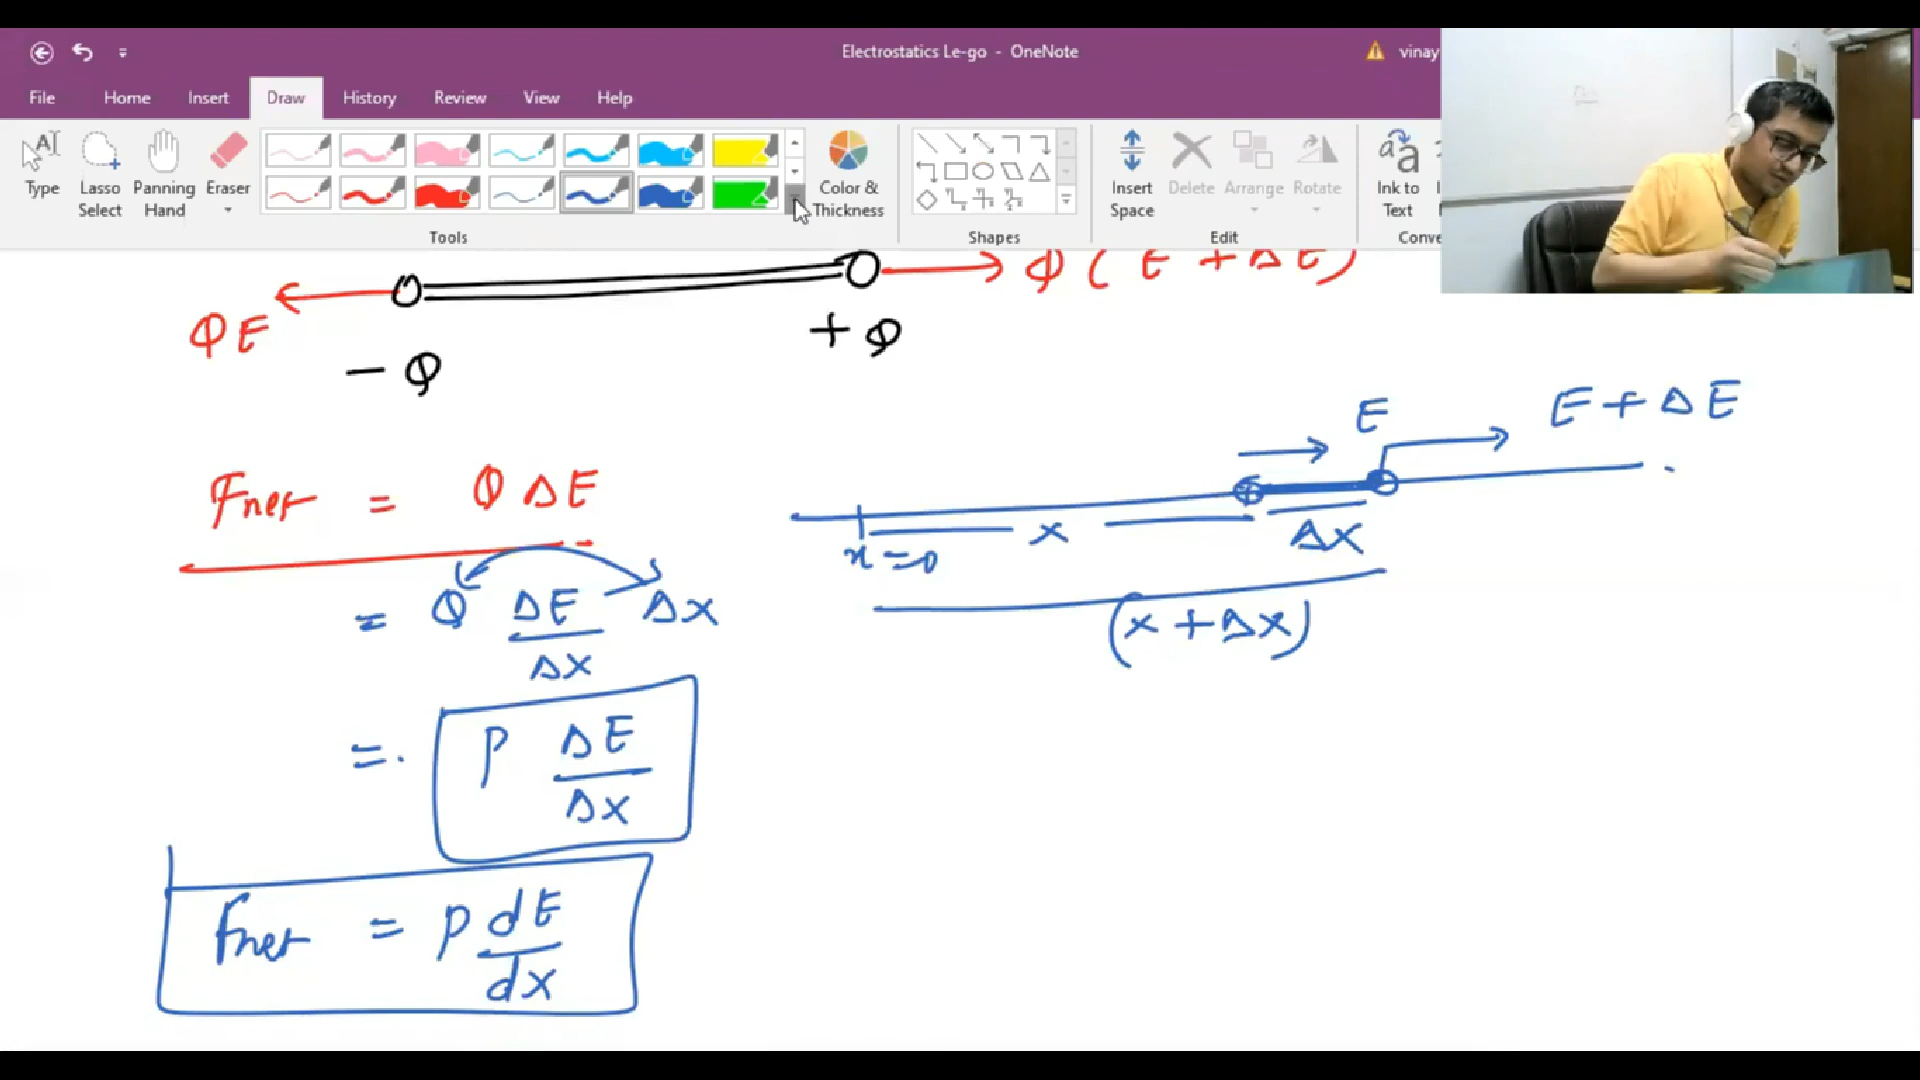 Electrostatics Le-go - OneNote
vinay
File Home Insert Draw History Review View Help
Type
Lasso Select
Panning Hand
Eraser
Color & Thickness
Insert Space
Delete
Arrange
Rotate
Ink to Text
Tools
Shapes
Edit
Conve
Q ( E + ΔE )
QE
- Q
+ Q
E
E + ΔE
Fnet = Q ΔE
x=0
x
Δx
(x + Δx)
= Q ΔE/Δx Δx
= P ΔE/Δx
Fnet = P dE/dx